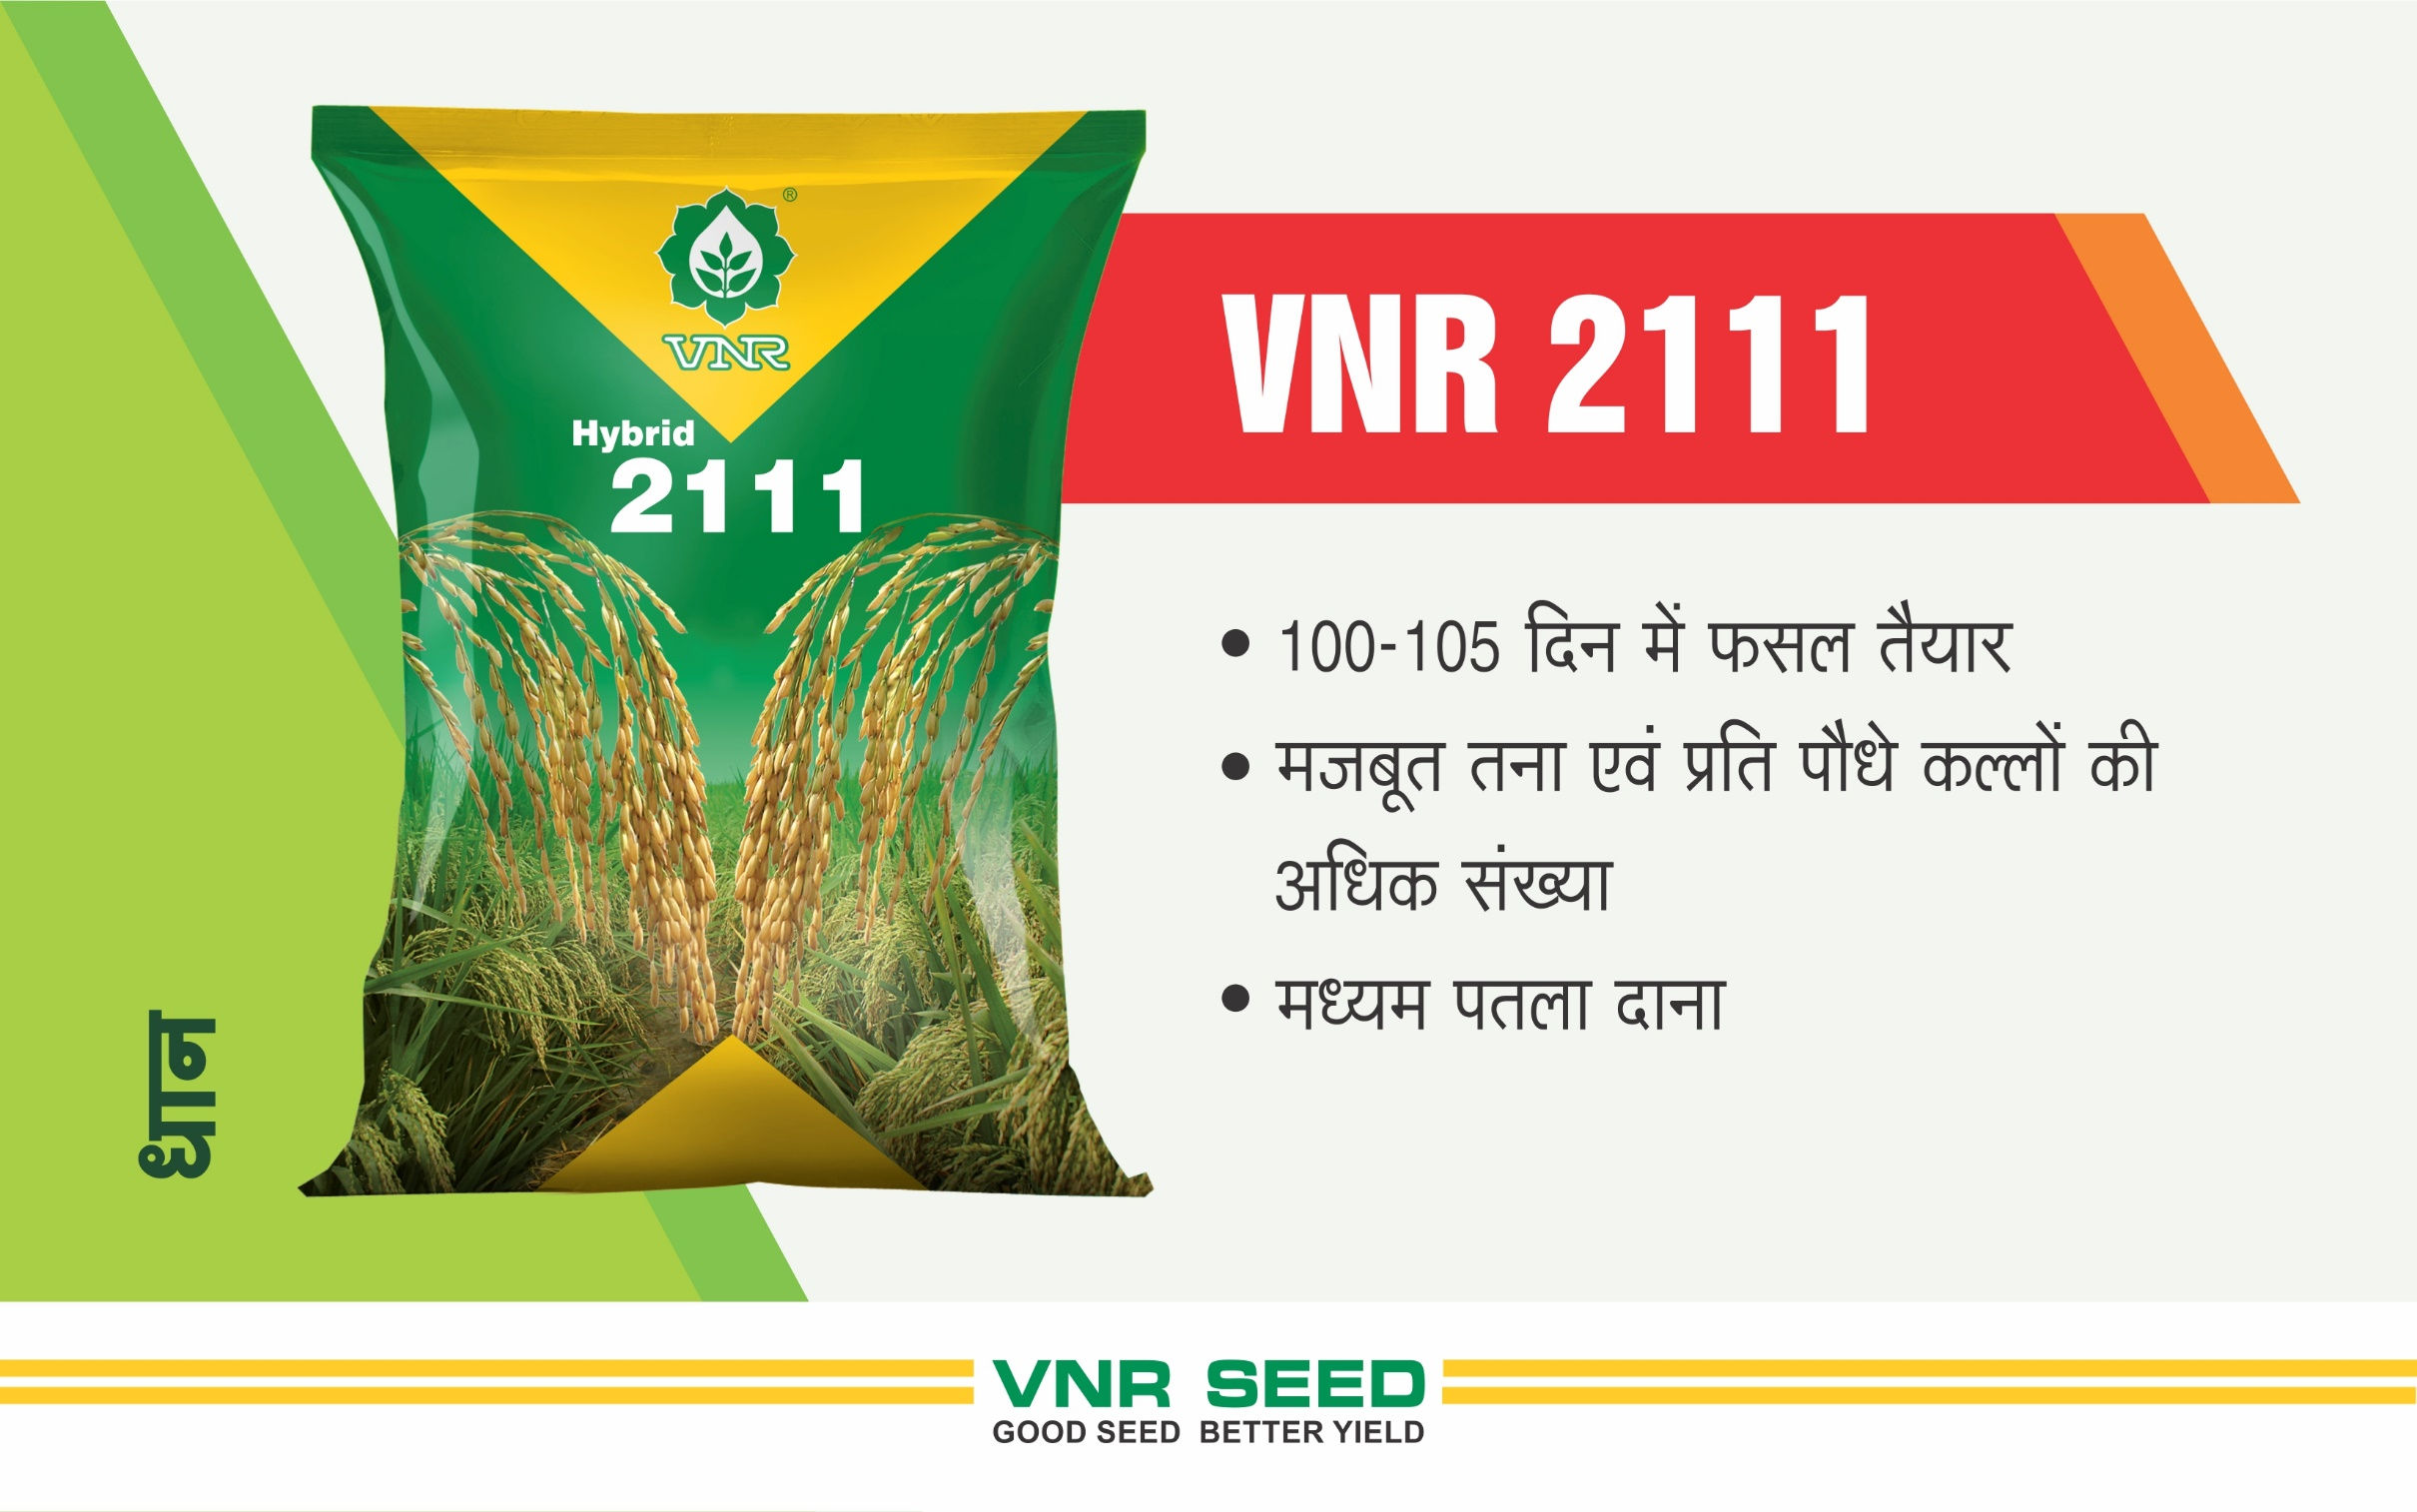 ®
VNR
Hybrid
2111
VNR 2111
• 100-105 दिन में फसल तैयार
• मजबूत तना एवं प्रति पौधे कल्लों की
अधिक संख्या
• मध्यम पतला दाना
धान
VNR SEED
GOOD SEED BETTER YIELD